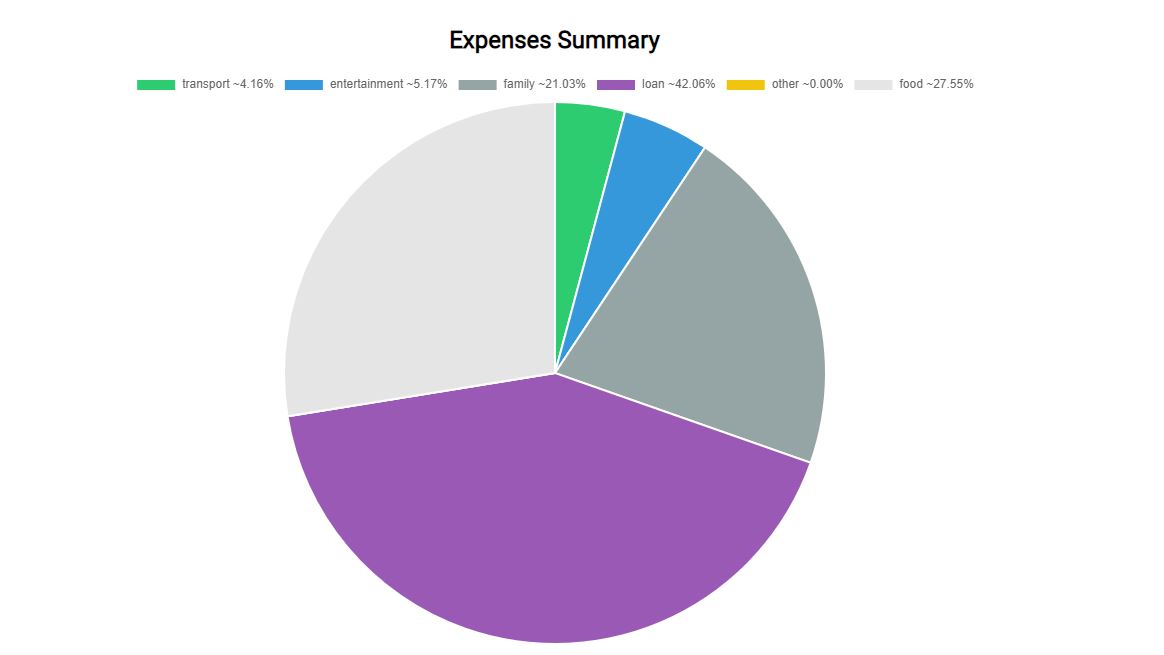 Expenses Summary
transport ~4.16% entertainment ~5.17% family ~21.03% loan ~42.06% other ~0.00% food ~27.55%